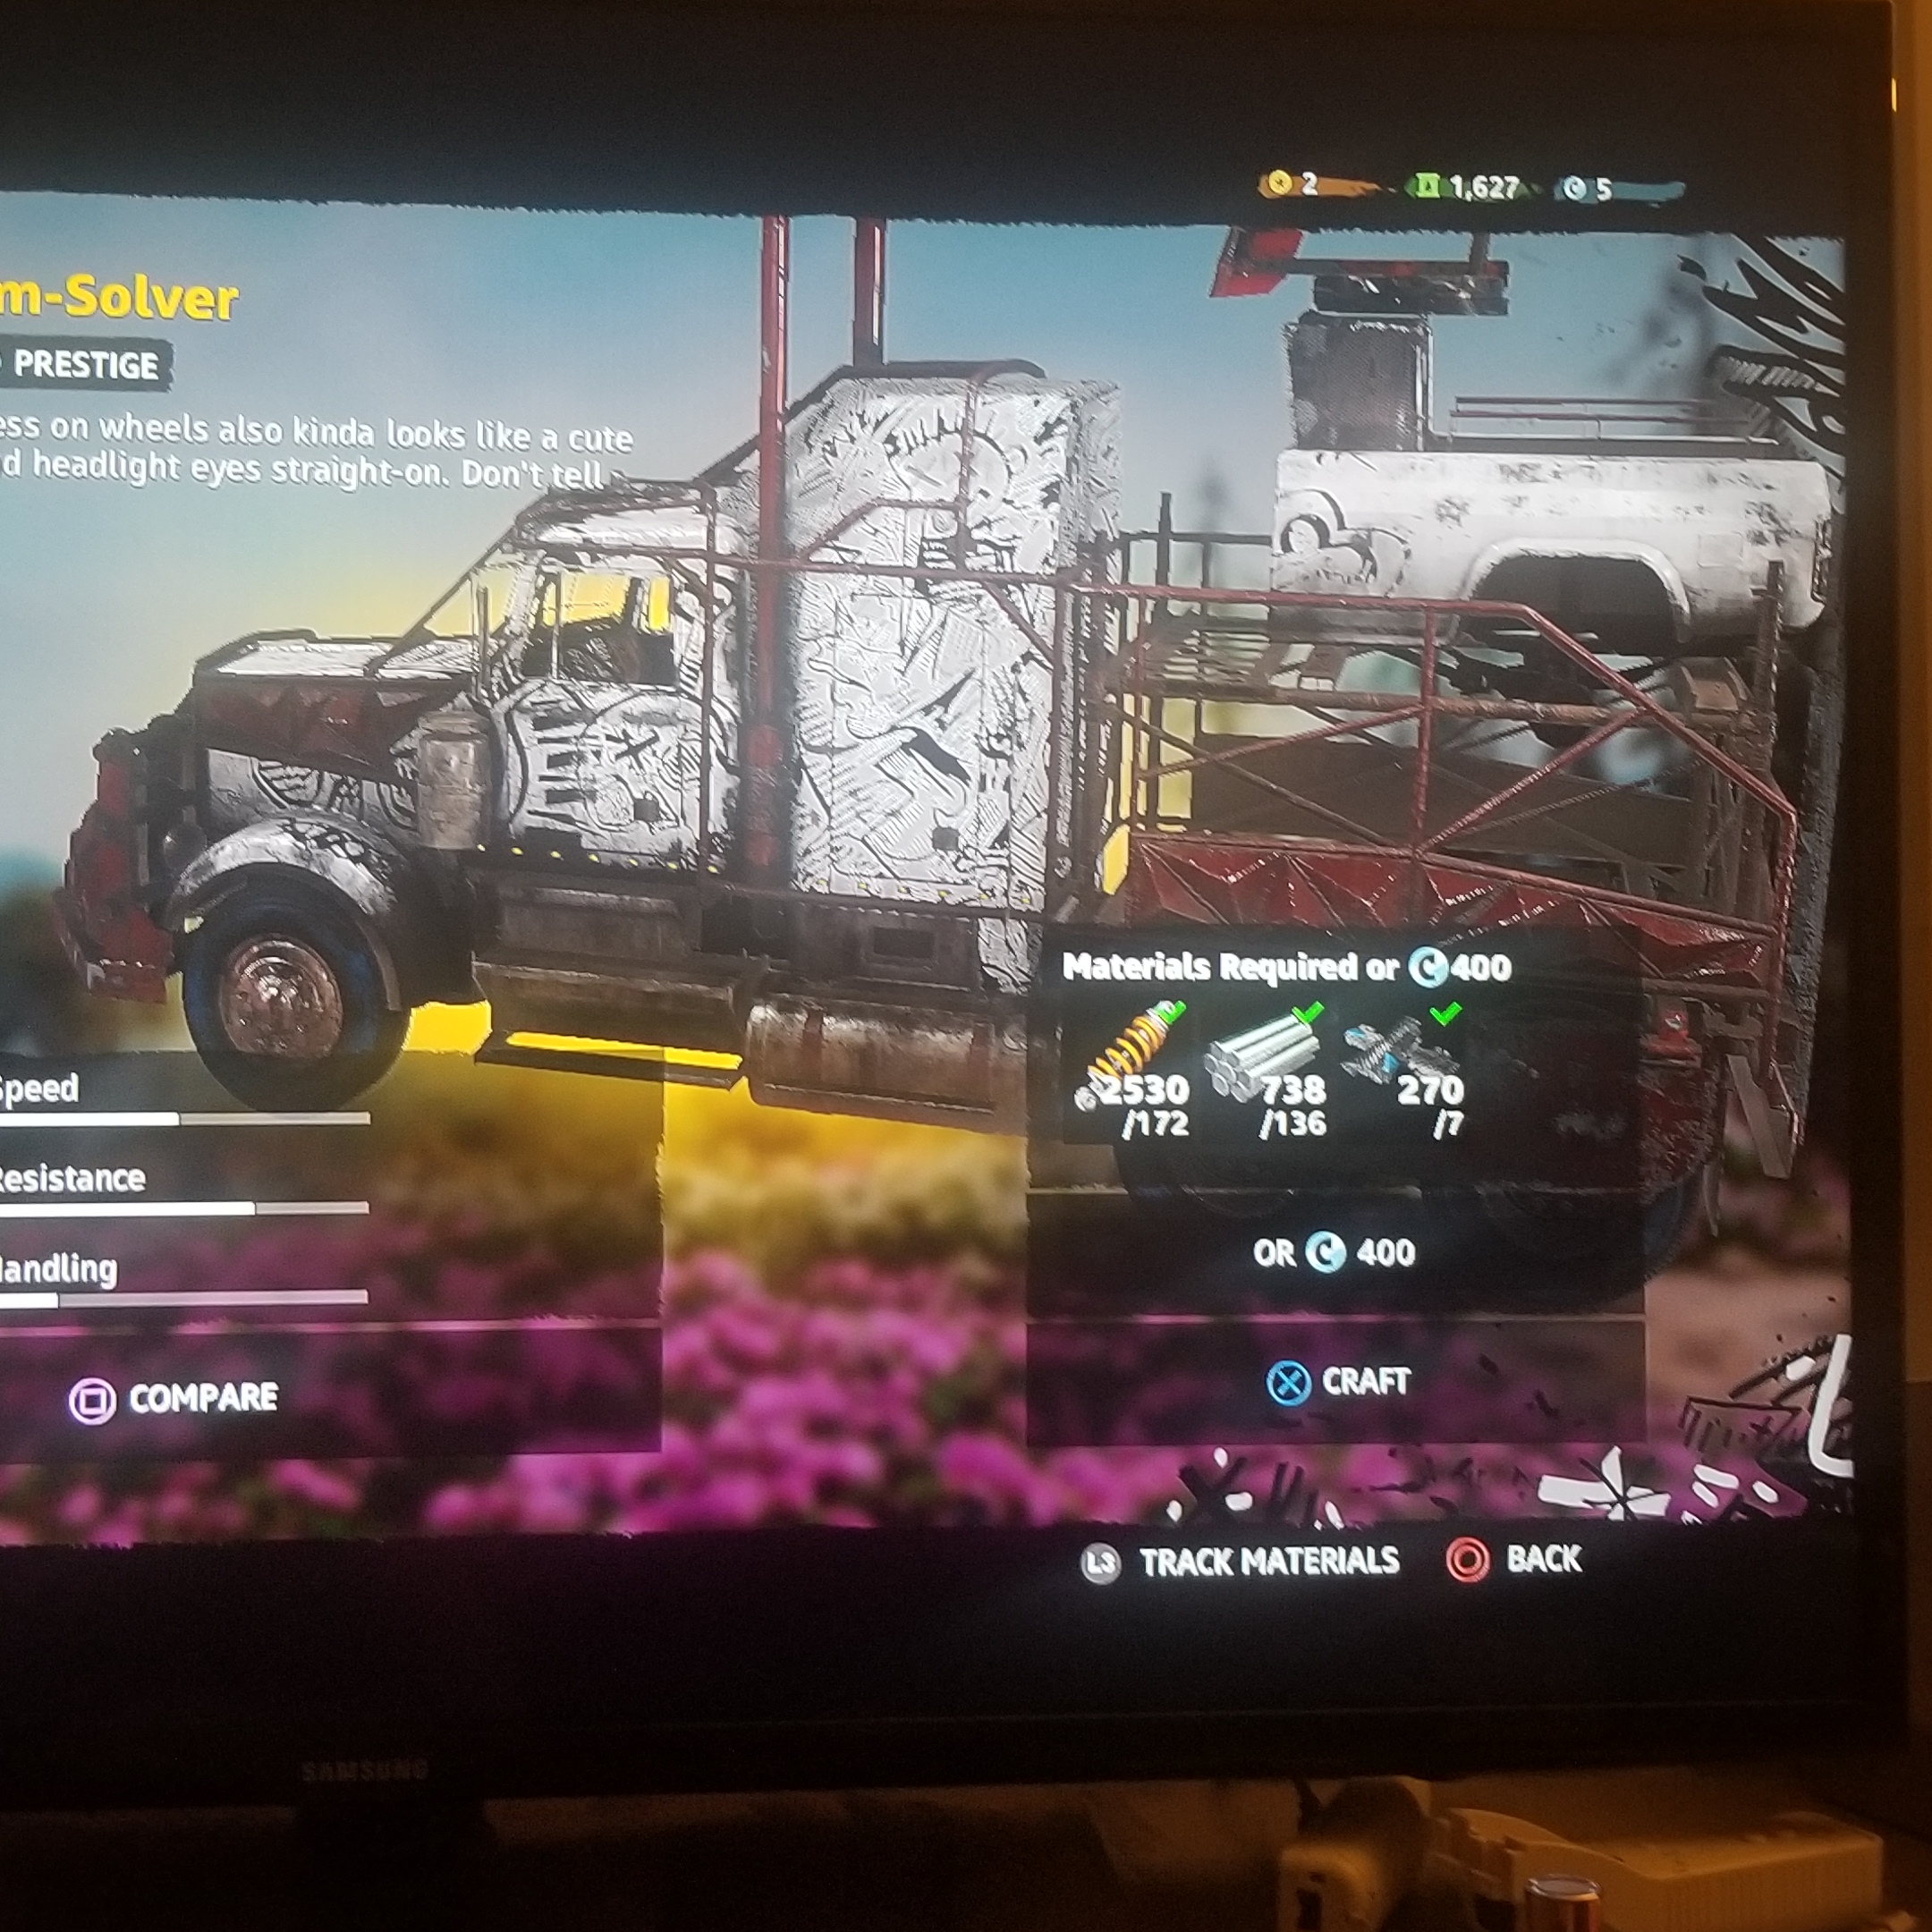 2 1,627 5
m-Solver
PRESTIGE
ess on wheels also kinda looks like a cute
d headlight eyes straight-on. Don't tell
Materials Required or 400
2530 738 270
/172 /136 /7
Speed
Resistance
Handling
OR 400
CRAFT
COMPARE
L3 TRACK MATERIALS BACK
SAMSUNG